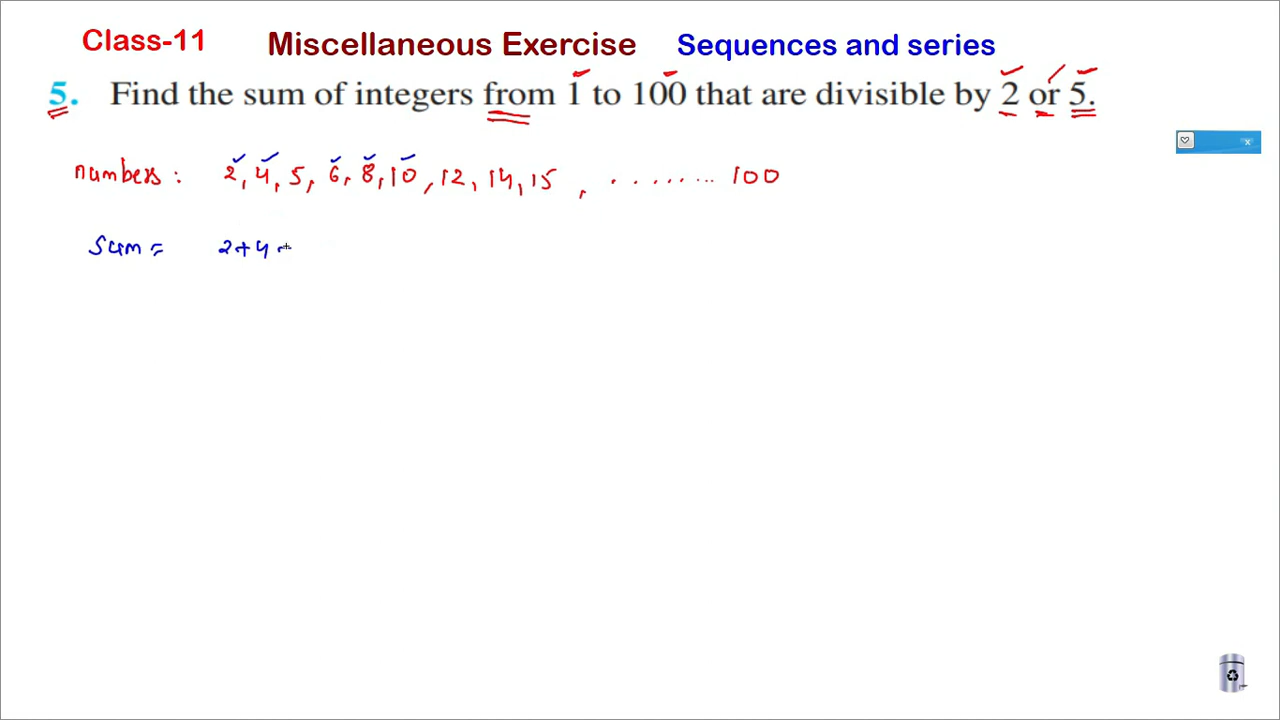 Class-11 Miscellaneous Exercise Sequences and series
5. Find the sum of integers from 1 to 100 that are divisible by 2 or 5.
numbers: 2, 4, 5, 6, 8, 10, 12, 14, 15, ........ 100
Sum = 2+4+